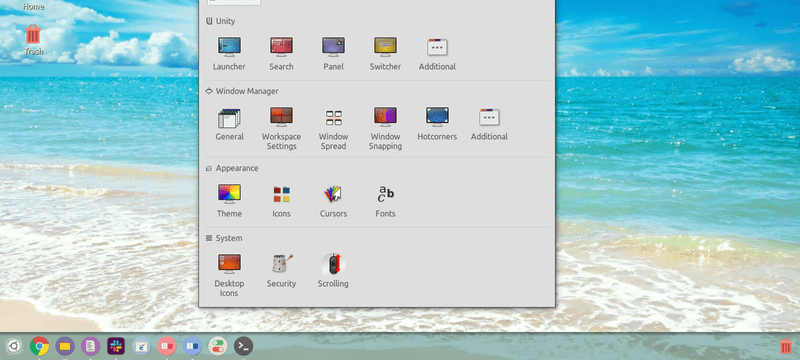 Home
Trash
Unity
Launcher
Search
Panel
Switcher
Additional
Window Manager
General
Workspace
Settings
Window
Spread
Window
Snapping
Hotcorners
Additional
Appearance
Theme
Icons
Cursors
Fonts
System
Desktop
Icons
Security
Scrolling